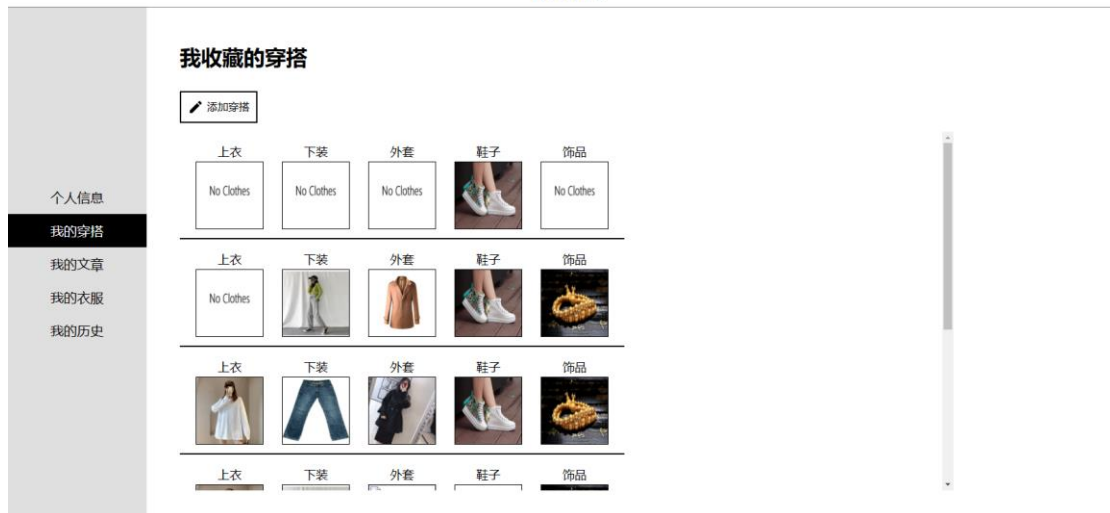 我收藏的穿搭
添加穿搭
个人信息
我的穿搭
我的文章
我的衣服
我的历史
上衣 下装 外套 鞋子 饰品
No Clothes No Clothes No Clothes No Clothes
上衣 下装 外套 鞋子 饰品
No Clothes
上衣 下装 外套 鞋子 饰品
上衣 下装 外套 鞋子 饰品